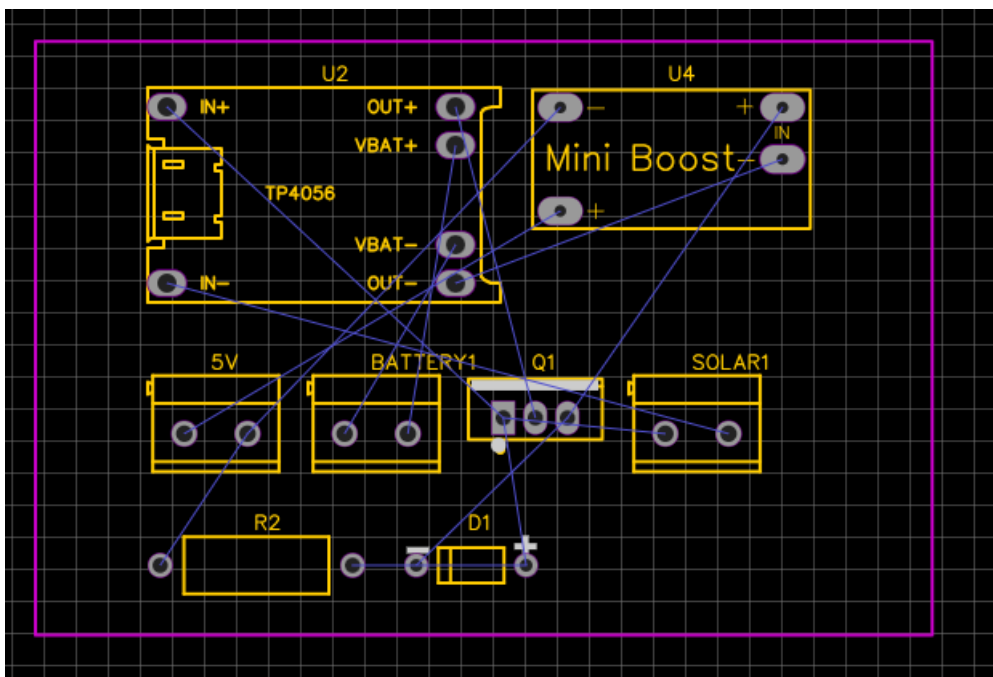 U2
U4
IN+
OUT+
-
+
VBAT+
IN
Mini Boost
-
TP4056
+
VBAT-
IN-
OUT-
5V
BATTERY1
Q1
SOLAR1
R2
D1
-
+